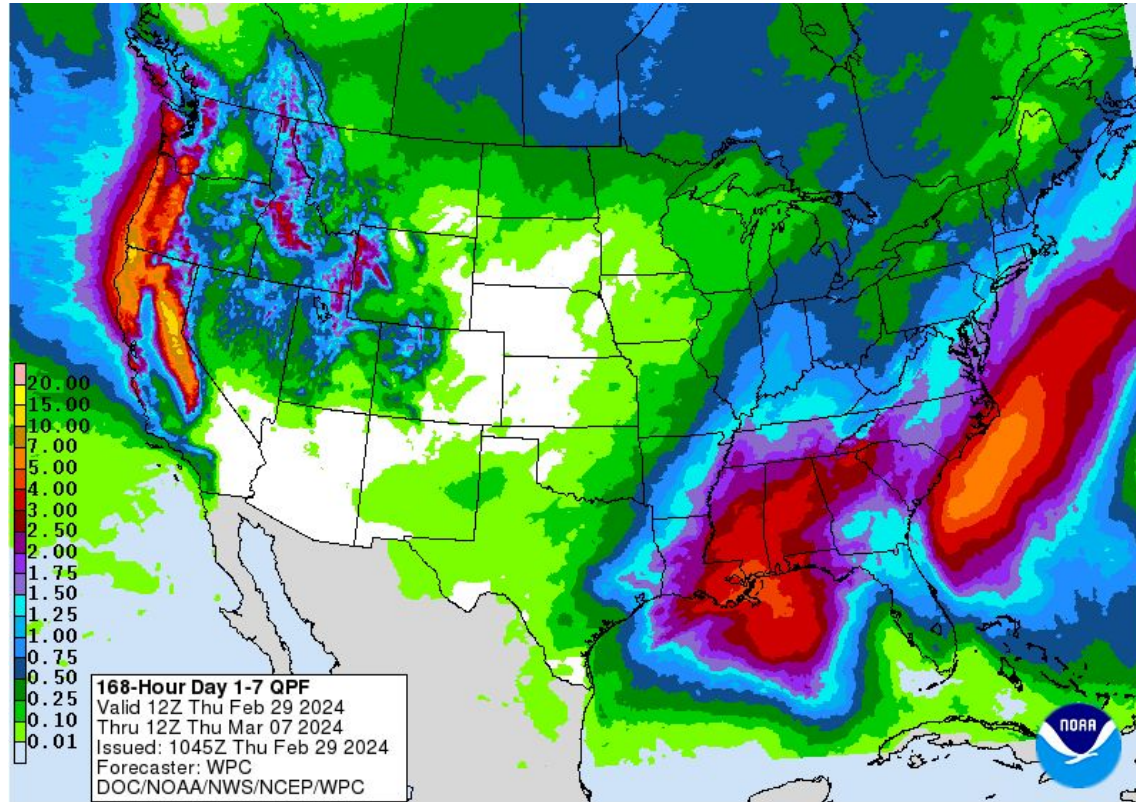 20.00
15.00
10.00
7.00
5.00
4.00
3.00
2.50
2.00
1.75
1.50
1.25
1.00
0.75
0.50
0.25
0.10
0.01
168-Hour Day 1-7 QPF
Valid 12Z Thu Feb 29 2024
Thru 12Z Thu Mar 07 2024
Issued: 1045Z Thu Feb 29 2024
Forecaster: WPC
DOC/NOAA/NWS/NCEP/WPC
NOAA